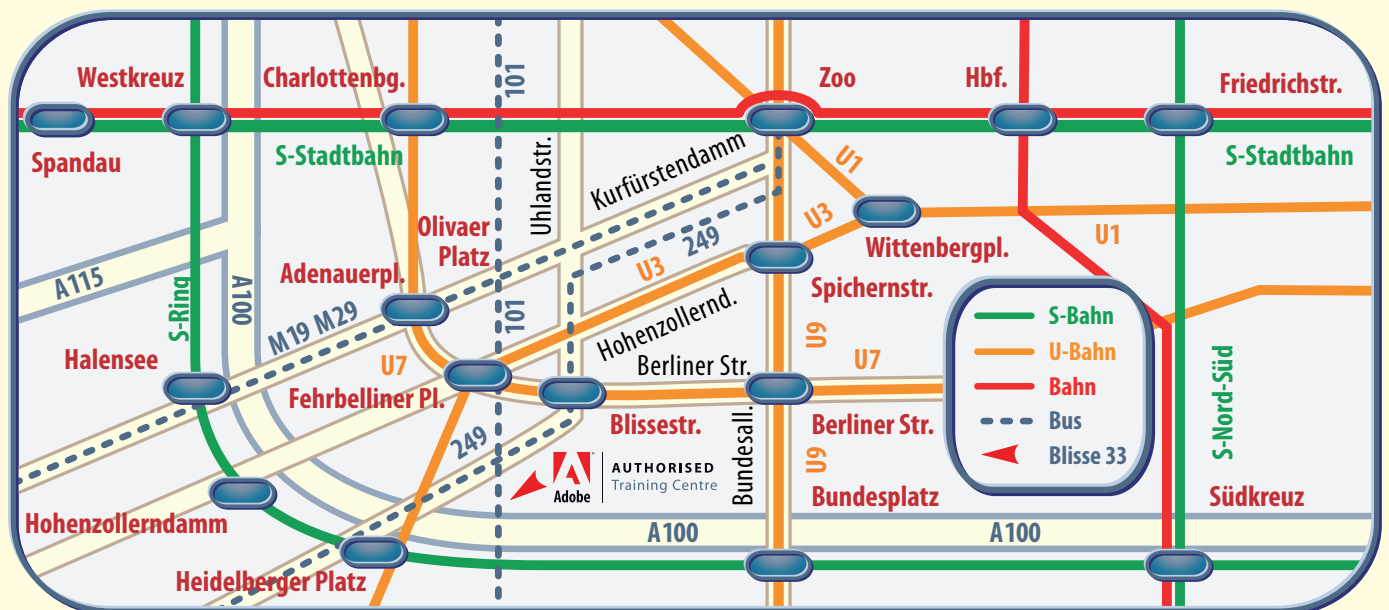 Westkreuz
Charlottenbg.
101
Zoo
Hbf.
Friedrichstr.
Spandau
S-Stadtbahn
S-Stadtbahn
Uhlandstr.
Kurfürstendamm
U1
Olivaer
Platz
U3
249
Wittenbergpl.
U1
A115
S-Ring
A100
Adenauerpl.
U3
Spichernstr.
M19 M29
101
Hohenzollernd.
U9
S-Bahn
Halensee
U7
Berliner Str.
U7
U-Bahn
Fehrbelliner Pl.
Bahn
Blissestr.
Bundesall.
Berliner Str.
Bus
249
U9
Blisse 33
S-Nord-Süd
Adobe
AUTHORISED
Training Centre
Bundesplatz
Südkreuz
Hohenzollerndamm
A100
A100
Heidelberger Platz